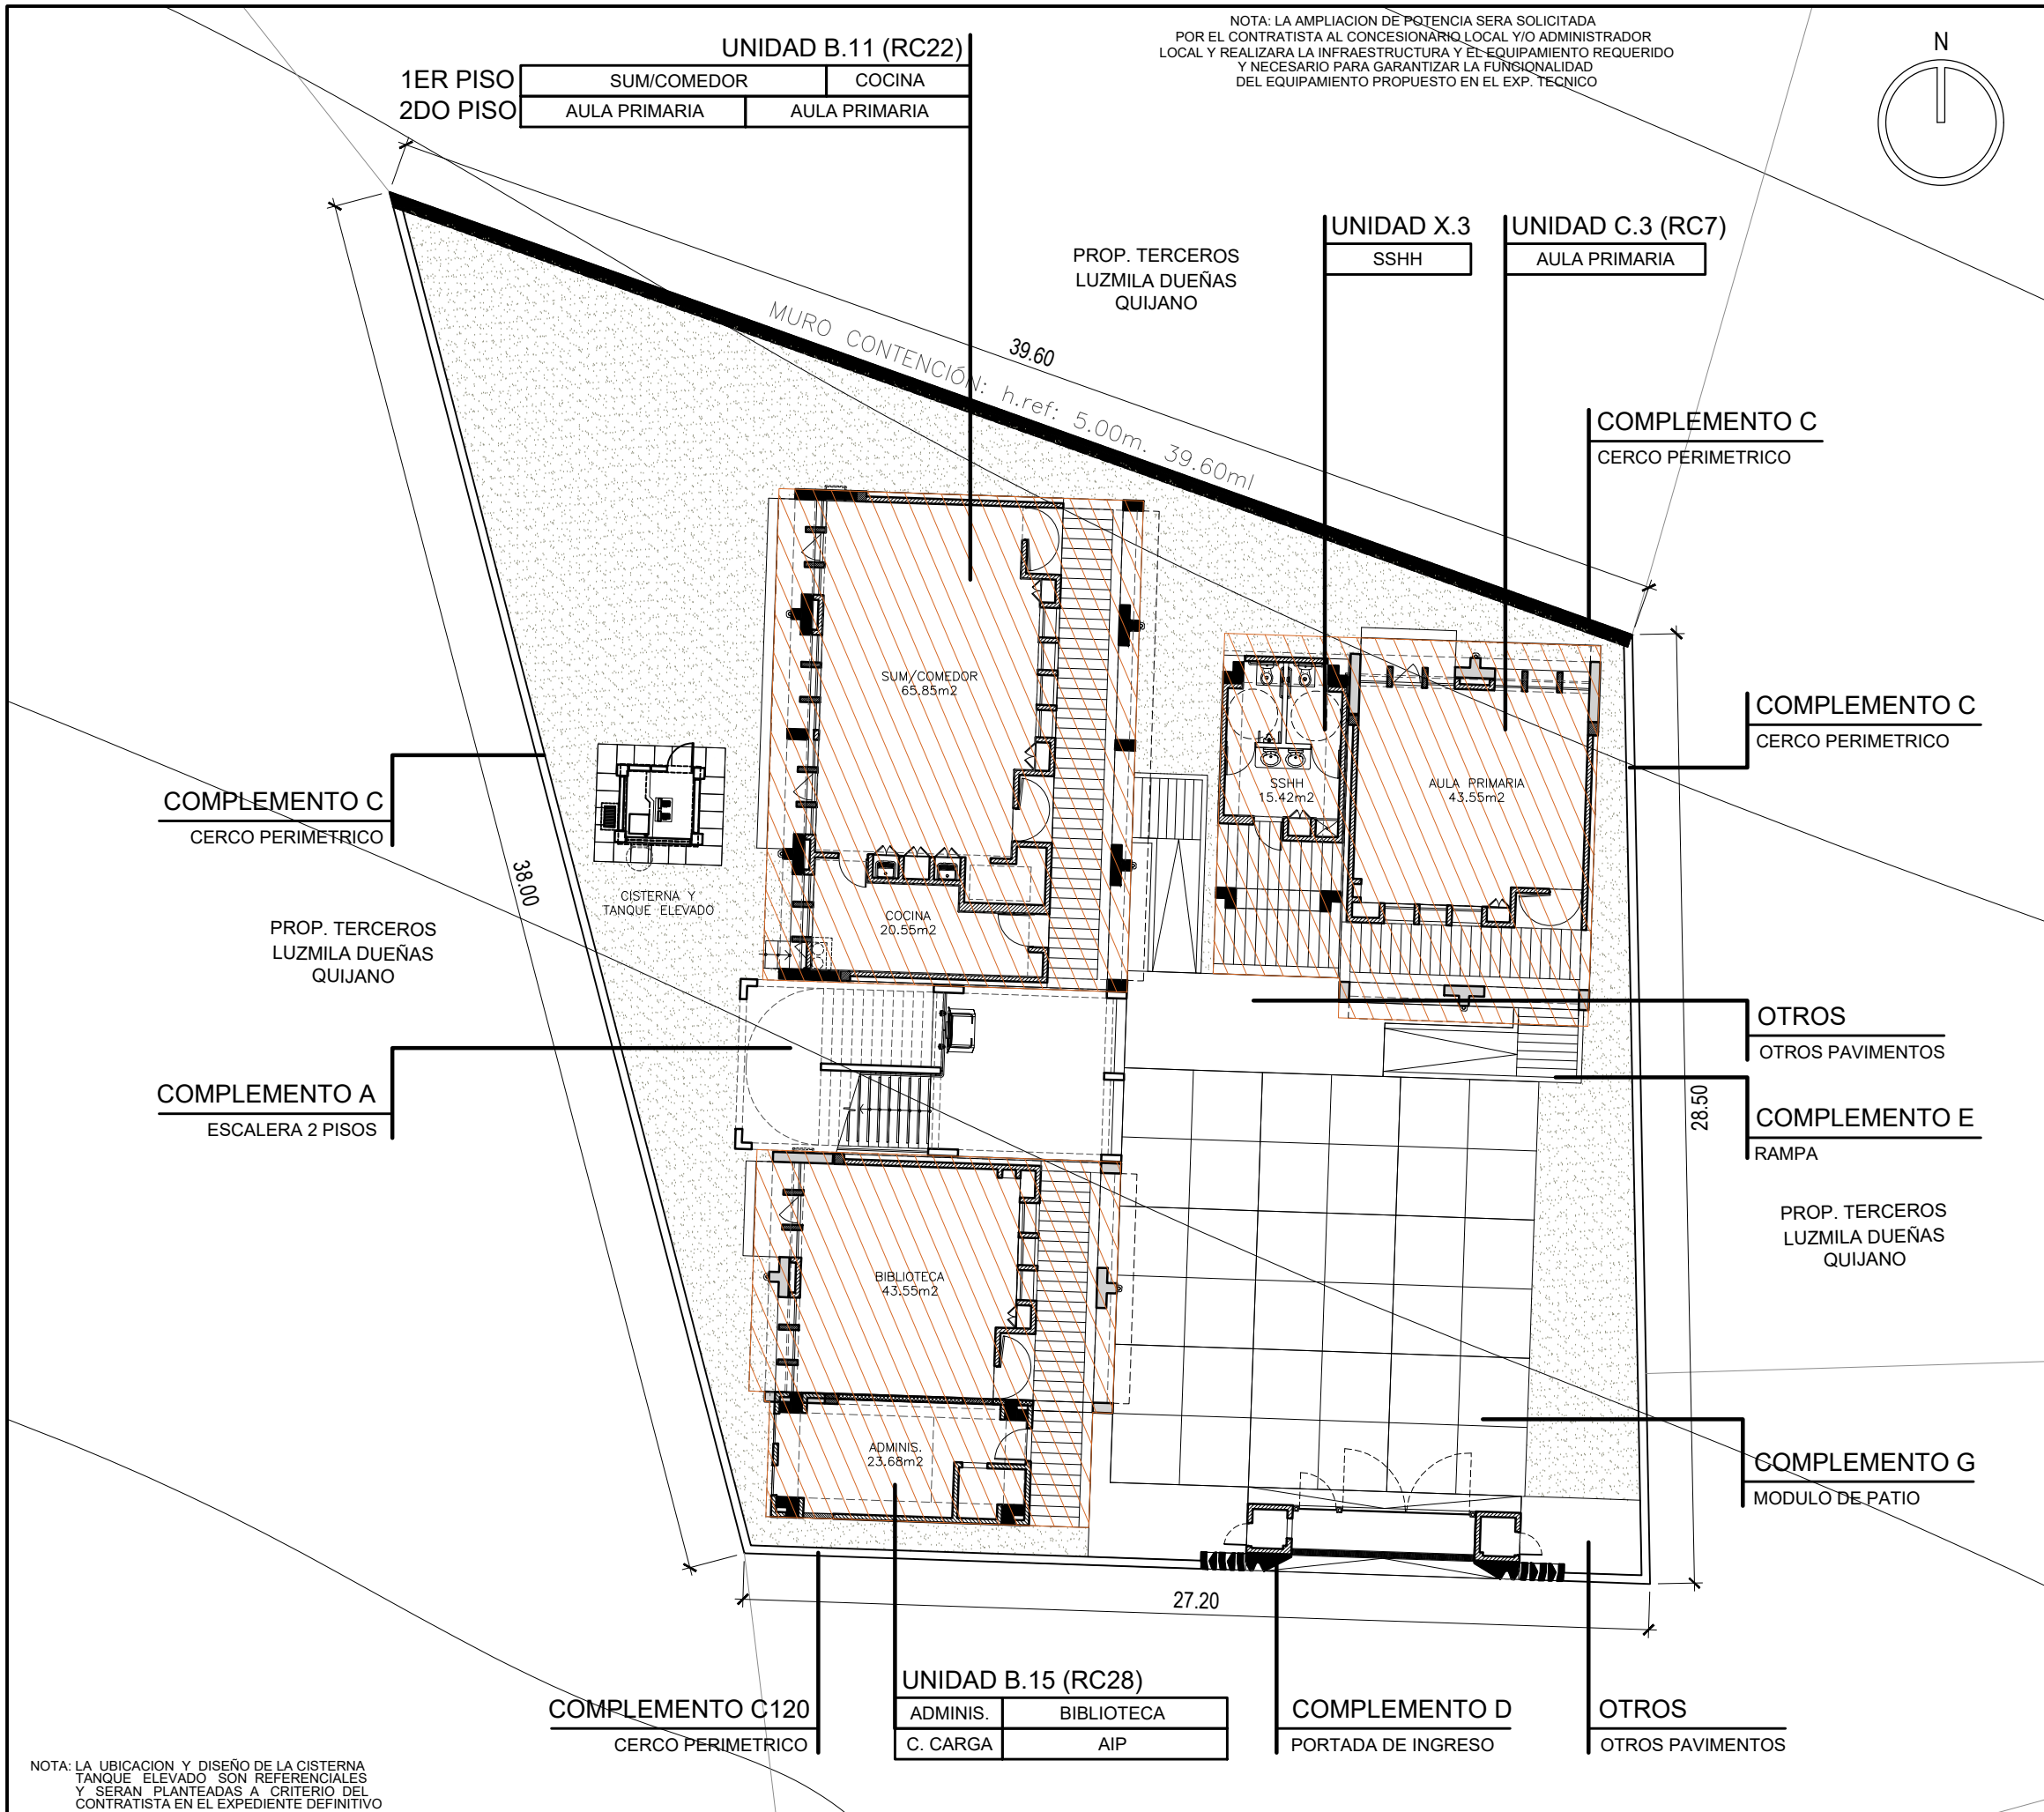 NOTA: LA AMPLIACION DE POTENCIA SERA SOLICITADA
POR EL CONTRATISTA AL CONCESIONARIO LOCAL Y/O ADMINISTRADOR
LOCAL Y REALIZARA LA INFRAESTRUCTURA Y EL EQUIPAMIENTO REQUERIDO
Y NECESARIO PARA GARANTIZAR LA FUNCIONALIDAD
DEL EQUIPAMIENTO PROPUESTO EN EL EXP. TECNICO
N
UNIDAD B.11 (RC22)
1ER PISO SUM/COMEDOR COCINA
2DO PISO AULA PRIMARIA AULA PRIMARIA
UNIDAD X.3
SSHH
UNIDAD C.3 (RC7)
AULA PRIMARIA
PROP. TERCEROS
LUZMILA DUEÑAS
QUIJANO
39.60
MURO CONTENCIÓN: h.ref: 5.00m. 39.60ml
COMPLEMENTO C
CERCO PERIMETRICO
SUM/COMEDOR
65.85m2
COMPLEMENTO C
CERCO PERIMETRICO
SSHH
15.42m2
AULA PRIMARIA
43.55m2
COMPLEMENTO C
CERCO PERIMETRICO
38.00
CISTERNA Y
TANQUE ELEVADO
COCINA
20.55m2
PROP. TERCEROS
LUZMILA DUEÑAS
QUIJANO
OTROS
OTROS PAVIMENTOS
COMPLEMENTO A
ESCALERA 2 PISOS
28.50
COMPLEMENTO E
RAMPA
PROP. TERCEROS
LUZMILA DUEÑAS
QUIJANO
BIBLIOTECA
43.55m2
ADMINIS.
23.68m2
COMPLEMENTO G
MODULO DE PATIO
27.20
UNIDAD B.15 (RC28)
ADMINIS. BIBLIOTECA
C. CARGA AIP
COMPLEMENTO C120
CERCO PERIMETRICO
COMPLEMENTO D
PORTADA DE INGRESO
OTROS
OTROS PAVIMENTOS
NOTA: LA UBICACION Y DISEÑO DE LA CISTERNA
TANQUE ELEVADO SON REFERENCIALES
Y SERAN PLANTEADAS A CRITERIO DEL
CONTRATISTA EN EL EXPEDIENTE DEFINITIVO